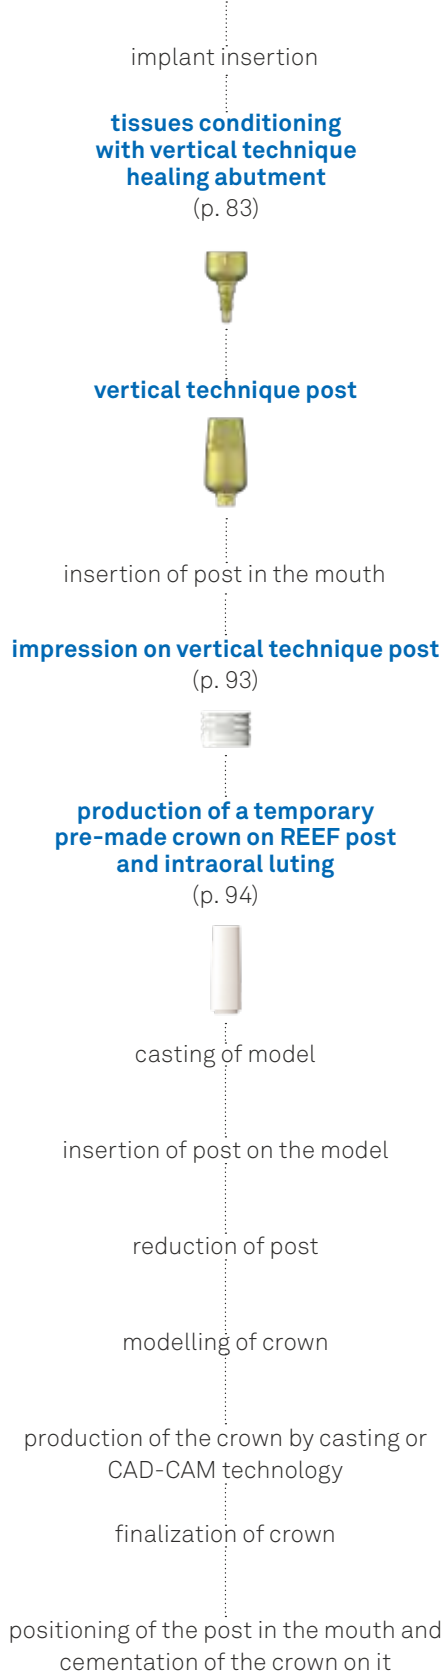 implant insertion
tissues conditioning
with vertical technique
healing abutment
(p. 83)
vertical technique post
insertion of post in the mouth
impression on vertical technique post
(p. 93)
production of a temporary
pre-made crown on REEF post
and intraoral luting
(p. 94)
casting of model
insertion of post on the model
reduction of post
modelling of crown
production of the crown by casting or
CAD-CAM technology
finalization of crown
positioning of the post in the mouth and
cementation of the crown on it